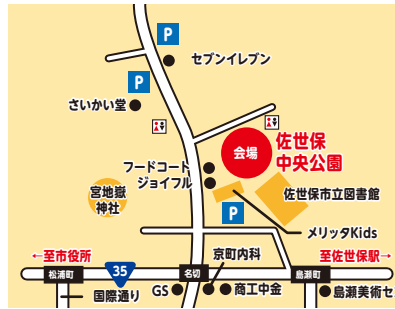 P
セブンイレブン
P
さいかい堂
会場
佐世保
中央公園
フードコート
ジョイフル
宮地嶽
神社
佐世保市立図書館
P
メリッタKids
←至市役所
35
京町内科
至佐世保駅→
松浦町
名切
島瀬町
国際通り
GS
商工中金
島瀬美術セ